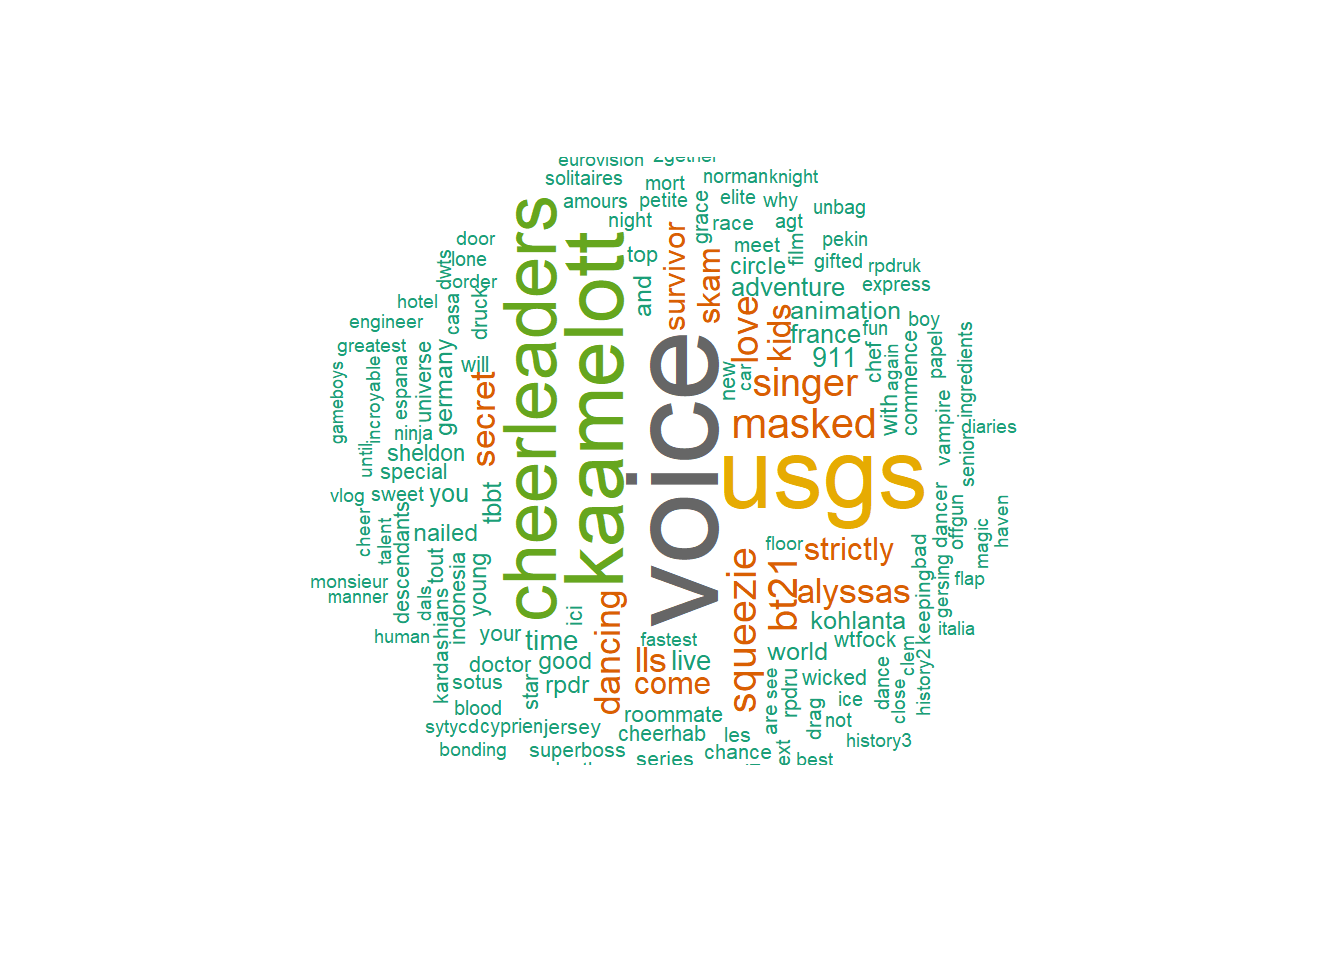 eurovision
2gether
solitaires
mort
norman
knight
amours
petite
grace
elite
why
unbag
night
race
agt
door
top
survivor
meet
film
pekin
dwts
lone
skam
circle
gifted
rpdruk
border
and
adventure
express
hotel
casa
druck
cheerleaders
kaamelott
love
kids
animation
engineer
france
fun
boy
greatest
universe
germany
will
voice
911
chef
again
papel
ingredients
gameboys
incroyable
espana
secret
new
car
singer
with
commence
vampire
ninja
masked
senior
diaries
until
sheldon
special
usgs
vlog
sweet
you
tbbt
cheer
talent
descendants
nailed
floor
strictly
bad
dancer
offgun
magic
haven
monsieur
manner
dals
tout
young
bt21
alyssas
keeping
gersing
flap
human
kardashians
indonesia
your
time
ici
dancing
fastest
squeezie
kohlanta
wtfock
italia
doctor
good
lls
live
world
clem
sotus
star
rpdr
come
are
see
rpdru
wicked
dance
close
history2
blood
roommate
drag
ice
not
sytycd
cyprien
jersey
cheerhab
les
history3
bonding
superboss
series
chance
ext
best